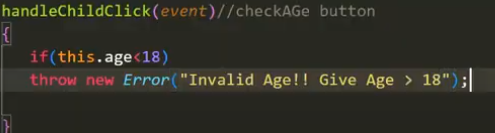 handleChildClick(event)//checkAGe button
{
if(this.age<18)
throw new Error("Invalid Age!! Give Age > 18");
}